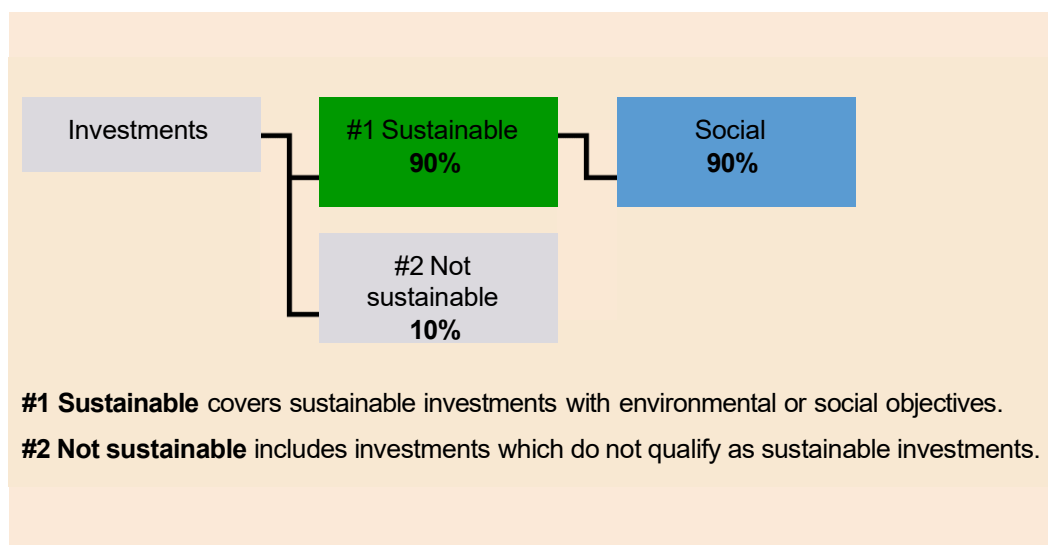 Investments
#1 Sustainable
90%
Social
90%
#2 Not
sustainable
10%
#1 Sustainable covers sustainable investments with environmental or social objectives.
#2 Not sustainable includes investments which do not qualify as sustainable investments.